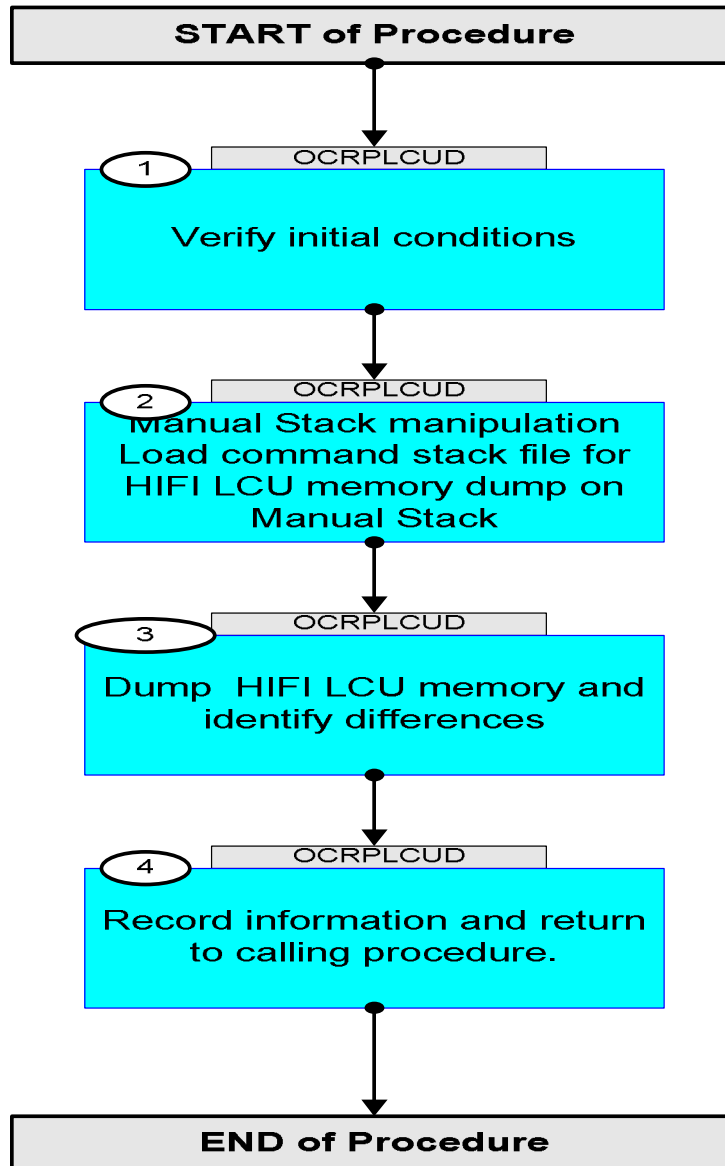 START of Procedure
OCRPLCUD
1
Verify initial conditions
OCRPLCUD
2
Manual Stack manipulation
Load command stack file for
HIFI LCU memory dump on
Manual Stack
OCRPLCUD
3
Dump HIFI LCU memory and
identify differences
OCRPLCUD
4
Record information and return
to calling procedure.
END of Procedure